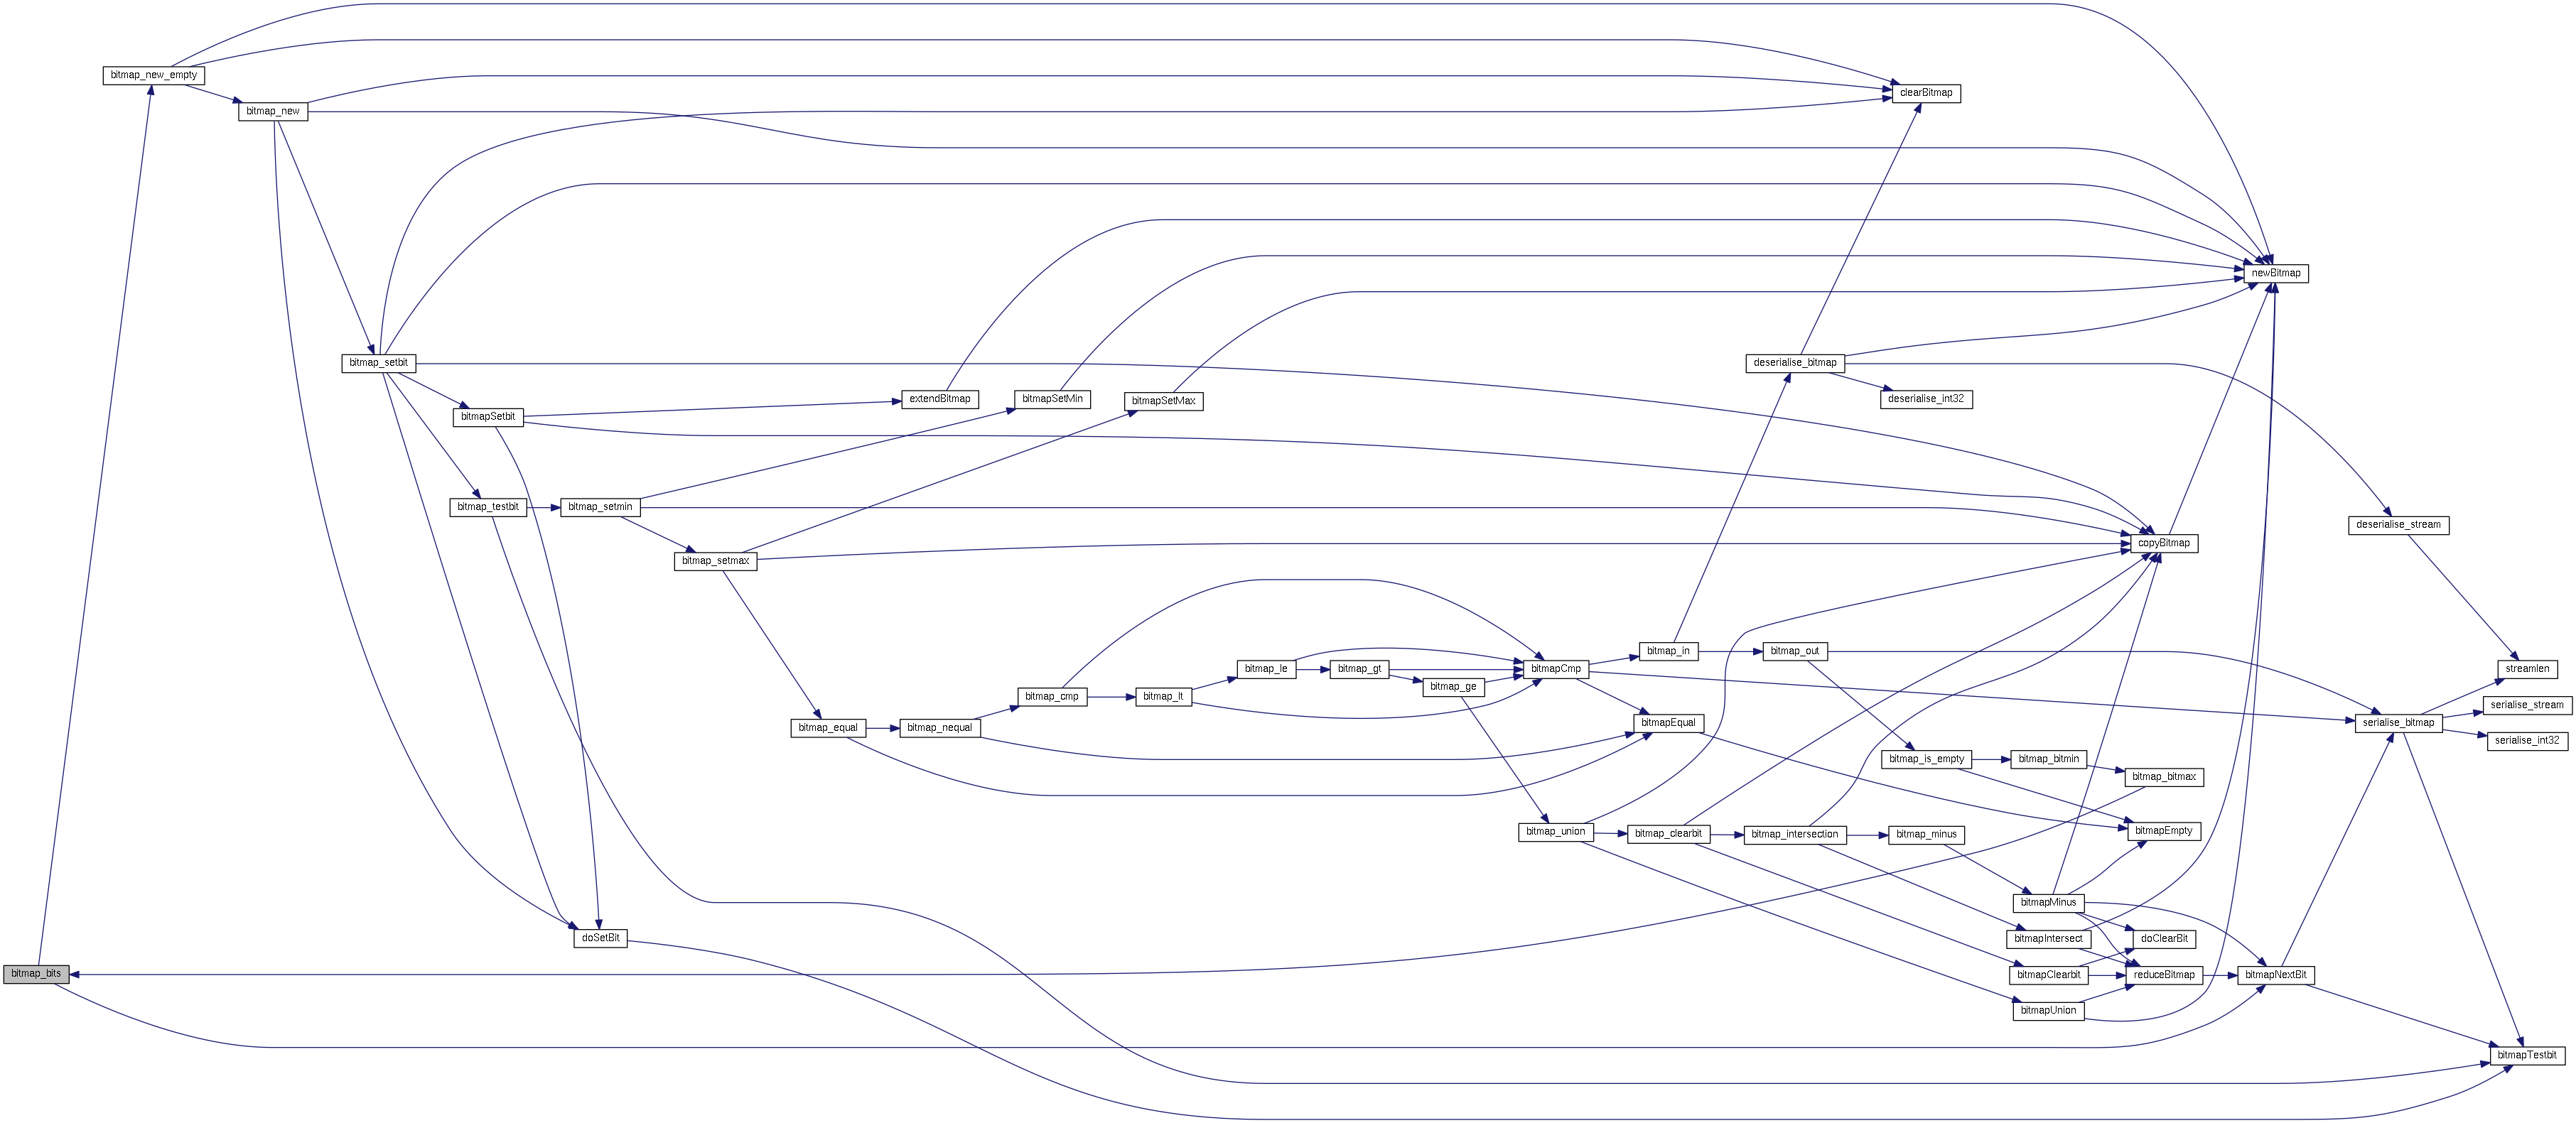 bitmap_new_empty
bitmap_new
clearBitmap
newBitmap
bitmap_setbit
deserialise_bitmap
bitmapSetbit
extendBitmap
bitmapSetMin
bitmapSetMax
deserialise_int32
bitmap_testbit
bitmap_setmin
deserialise_stream
copyBitmap
bitmap_setmax
bitmap_in
bitmap_out
bitmap_le
bitmap_gt
bitmapCmp
streamlen
bitmap_ge
bitmap_cmp
bitmap_lt
serialise_stream
bitmap_equal
bitmap_nequal
bitmapEqual
serialise_bitmap
serialise_int32
bitmap_is_empty
bitmap_bitmin
bitmap_bitmax
bitmap_union
bitmap_clearbit
bitmap_intersection
bitmap_minus
bitmapEmpty
bitmapMinus
doSetBit
bitmapIntersect
doClearBit
bitmap_bits
bitmapClearbit
reduceBitmap
bitmapNextBit
bitmapUnion
bitmapTestbit